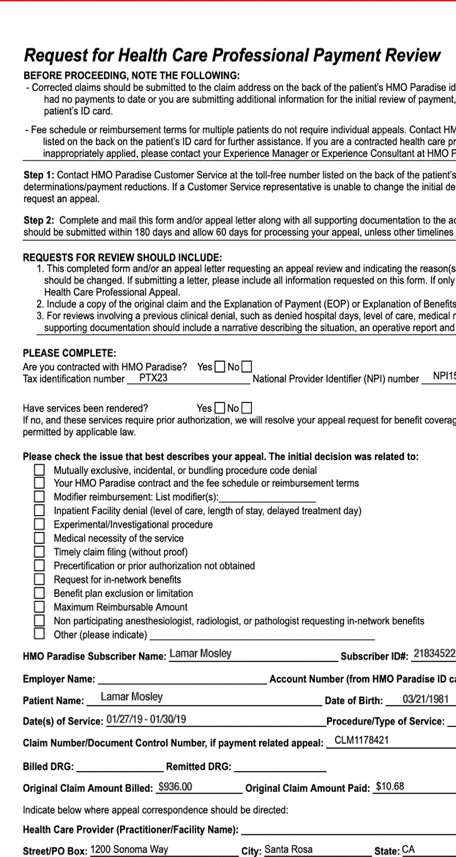 Request for Health Care Professional Payment Review
BEFORE PROCEEDING, NOTE THE FOLLOWING:
- Corrected claims should be submitted to the claim address on the back of the patient's HMO Paradise id
had no payments to date or you are submitting additional information for the initial review of payment,
patient's ID card.
- Fee schedule or reimbursement terms for multiple patients do not require individual appeals. Contact HM
listed on the back on the patient's ID card for further assistance. If you are a contracted health care pr
inappropriately applied, please contact your Experience Manager or Experience Consultant at HMO P
Step 1: Contact HMO Paradise Customer Service at the toll-free number listed on the back of the patient's
determinations/payment reductions. If a Customer Service representative is unable to change the initial de
request an appeal.
Step 2: Complete and mail this form and/or appeal letter along with all supporting documentation to the ad
should be submitted within 180 days and allow 60 days for processing your appeal, unless other timelines
REQUESTS FOR REVIEW SHOULD INCLUDE:
1. This completed form and/or an appeal letter requesting an appeal review and indicating the reason(s
should be changed. If submitting a letter, please include all information requested on this form. If only
Health Care Professional Appeal.
2. Include a copy of the original claim and the Explanation of Payment (EOP) or Explanation of Benefits
3. For reviews involving a previous clinical denial, such as denied hospital days, level of care, medical n
supporting documentation should include a narrative describing the situation, an operative report and
PLEASE COMPLETE:
Are you contracted with HMO Paradise? Yes No
Tax identification number PTX23 National Provider Identifier (NPI) number NPI15
Have services been rendered? Yes No
If no, and these services require prior authorization, we will resolve your appeal request for benefit coverag
permitted by applicable law.
Please check the issue that best describes your appeal. The initial decision was related to:
Mutually exclusive, incidental, or bundling procedure code denial
Your HMO Paradise contract and the fee schedule or reimbursement terms
Modifier reimbursement: List modifier(s):
Inpatient Facility denial (level of care, length of stay, delayed treatment day)
Experimental/Investigational procedure
Medical necessity of the service
Timely claim filing (without proof)
Precertification or prior authorization not obtained
Request for in-network benefits
Benefit plan exclusion or limitation
Maximum Reimbursable Amount
Non participating anesthesiologist, radiologist, or pathologist requesting in-network benefits
Other (please indicate)
HMO Paradise Subscriber Name: Lamar Mosley Subscriber ID#: 21834522
Employer Name: Account Number (from HMO Paradise ID ca
Patient Name: Lamar Mosley Date of Birth: 03/21/1981
Date(s) of Service: 01/27/19 - 01/30/19 Procedure/Type of Service:
Claim Number/Document Control Number, if payment related appeal: CLM1178421
Billed DRG: Remitted DRG:
Original Claim Amount Billed: $936.00 Original Claim Amount Paid: $10.68
Indicate below where appeal correspondence should be directed:
Health Care Provider (Practitioner/Facility Name):
Street/PO Box: 1200 Sonoma Way City: Santa Rosa State: CA